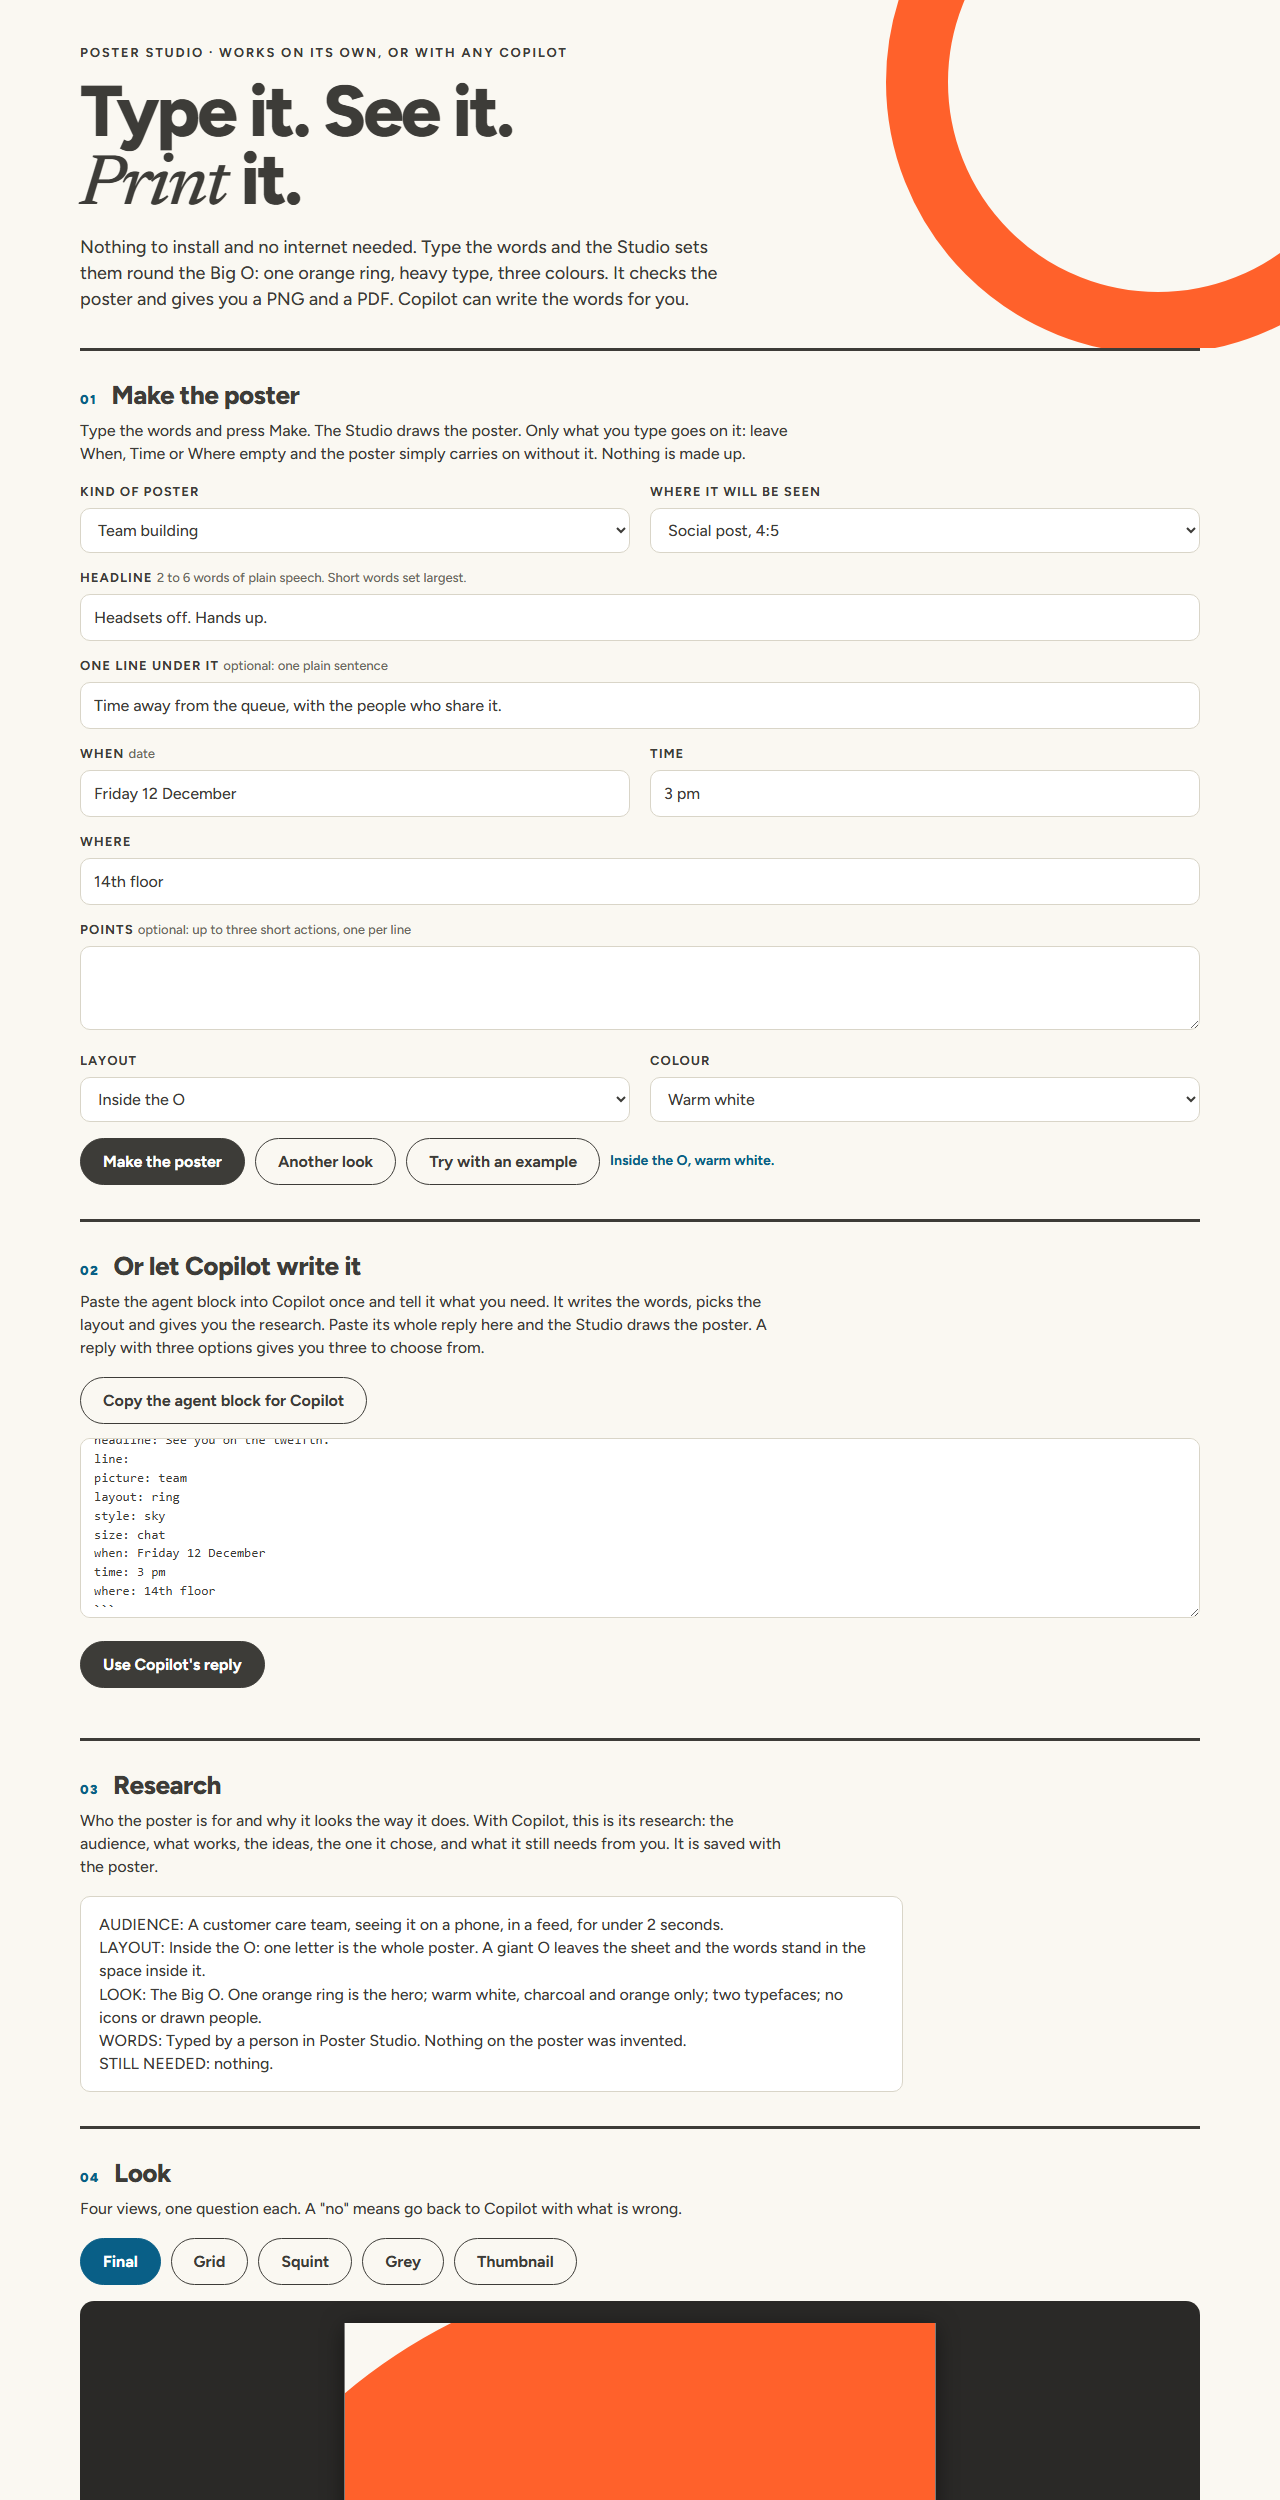 POSTER STUDIO · WORKS ON ITS OWN, OR WITH ANY COPILOT
Type it. See it.
Print it.
Nothing to install and no internet needed. Type the words and the Studio sets
them round the Big O: one orange ring, heavy type, three colours. It checks the
poster and gives you a PNG and a PDF. Copilot can write the words for you.
01 Make the poster
Type the words and press Make. The Studio draws the poster. Only what you type goes on it: leave
When, Time or Where empty and the poster simply carries on without it. Nothing is made up.
KIND OF POSTER WHERE IT WILL BE SEEN
Team building Social post, 4:5
HEADLINE 2 to 6 words of plain speech. Short words set largest.
Headsets off. Hands up.
ONE LINE UNDER IT optional: one plain sentence
Time away from the queue, with the people who share it.
WHEN date TIME
Friday 12 December 3 pm
WHERE
14th floor
POINTS optional: up to three short actions, one per line
LAYOUT COLOUR
Inside the O Warm white
Make the poster Another look Try with an example Inside the O, warm white.
02 Or let Copilot write it
Paste the agent block into Copilot once and tell it what you need. It writes the words, picks the
layout and gives you the research. Paste its whole reply here and the Studio draws the poster. A
reply with three options gives you three to choose from.
Copy the agent block for Copilot
headline: See you on the twelfth.
line:
picture: team
layout: ring
style: sky
size: chat
when: Friday 12 December
time: 3 pm
where: 14th floor
```
Use Copilot's reply
03 Research
Who the poster is for and why it looks the way it does. With Copilot, this is its research: the
audience, what works, the ideas, the one it chose, and what it still needs from you. It is saved with
the poster.
AUDIENCE: A customer care team, seeing it on a phone, in a feed, for under 2 seconds.
LAYOUT: Inside the O: one letter is the whole poster. A giant O leaves the sheet and the words stand in the
space inside it.
LOOK: The Big O. One orange ring is the hero; warm white, charcoal and orange only; two typefaces; no
icons or drawn people.
WORDS: Typed by a person in Poster Studio. Nothing on the poster was invented.
STILL NEEDED: nothing.
04 Look
Four views, one question each. A "no" means go back to Copilot with what is wrong.
Final Grid Squint Grey Thumbnail